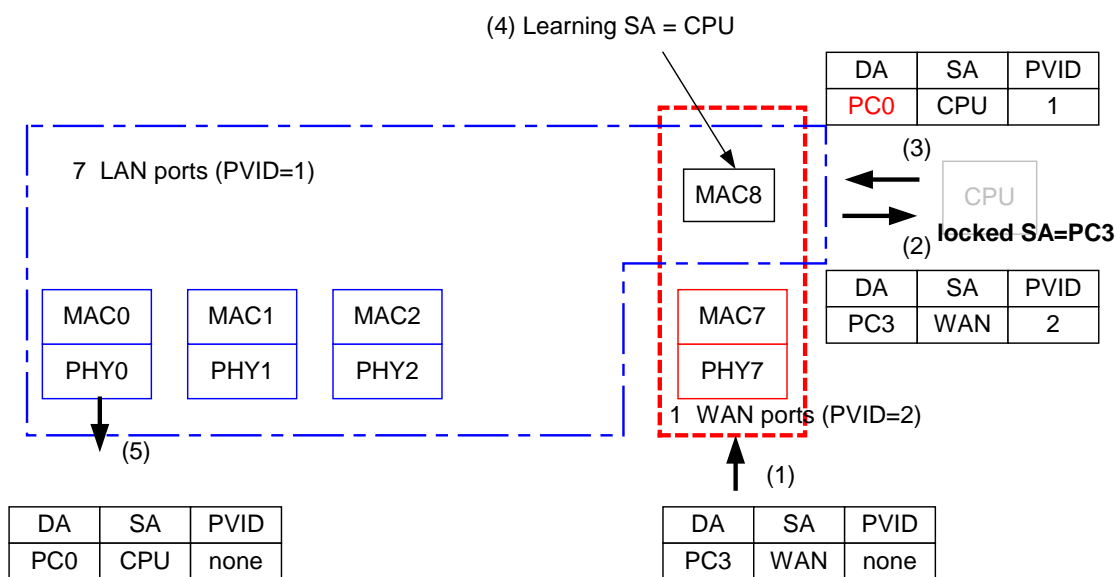 (4) Learning SA = CPU
DA SA PVID
PC0 CPU 1
7 LAN ports (PVID=1)
(3)
MAC8
CPU
(2) locked SA=PC3
DA SA PVID
PC3 WAN 2
MAC0 MAC1 MAC2 MAC7
PHY0 PHY1 PHY2 PHY7
1 WAN ports (PVID=2)
(5)
(1)
DA SA PVID
PC0 CPU none
DA SA PVID
PC3 WAN none